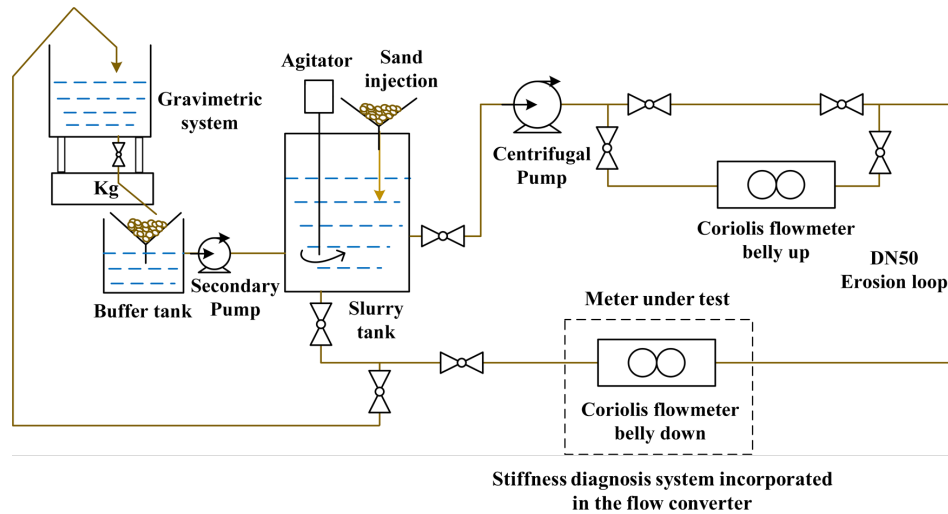 Gravimetric
system
Kg
Buffer tank
Secondary
Pump
Agitator
Sand
injection
Slurry
tank
Centrifugal
Pump
Coriolis flowmeter
belly up
DN50
Erosion loop
Meter under test
Coriolis flowmeter
belly down
Stiffness diagnosis system incorporated
in the flow converter